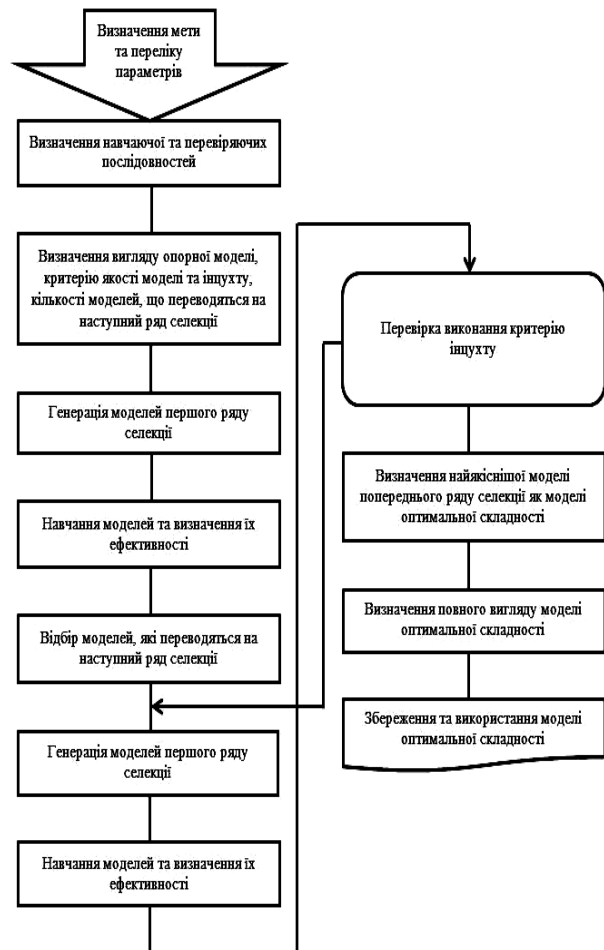 Визначення мети
та переліку
параметрів
Визначення навчаючої та перевіряючих
послідовностей
Визначення вигляду опорної моделі,
критерію якості моделі та інцухту,
кількості моделей, що переводяться на
наступний ряд селекції
Генерація моделей першого ряду
селекції
Навчання моделей та визначення їх
ефективності
Відбір моделей, які переводяться на
наступний ряд селекції
Генерація моделей першого ряду
селекції
Навчання моделей та визначення їх
ефективності
Перевірка виконання критерію
інцухту
Визначення найякіснішої моделі
попереднього ряду селекції як моделі
оптимальної складності
Визначення повного вигляду моделі
оптимальної складності
Збереження та використання моделі
оптимальної складності